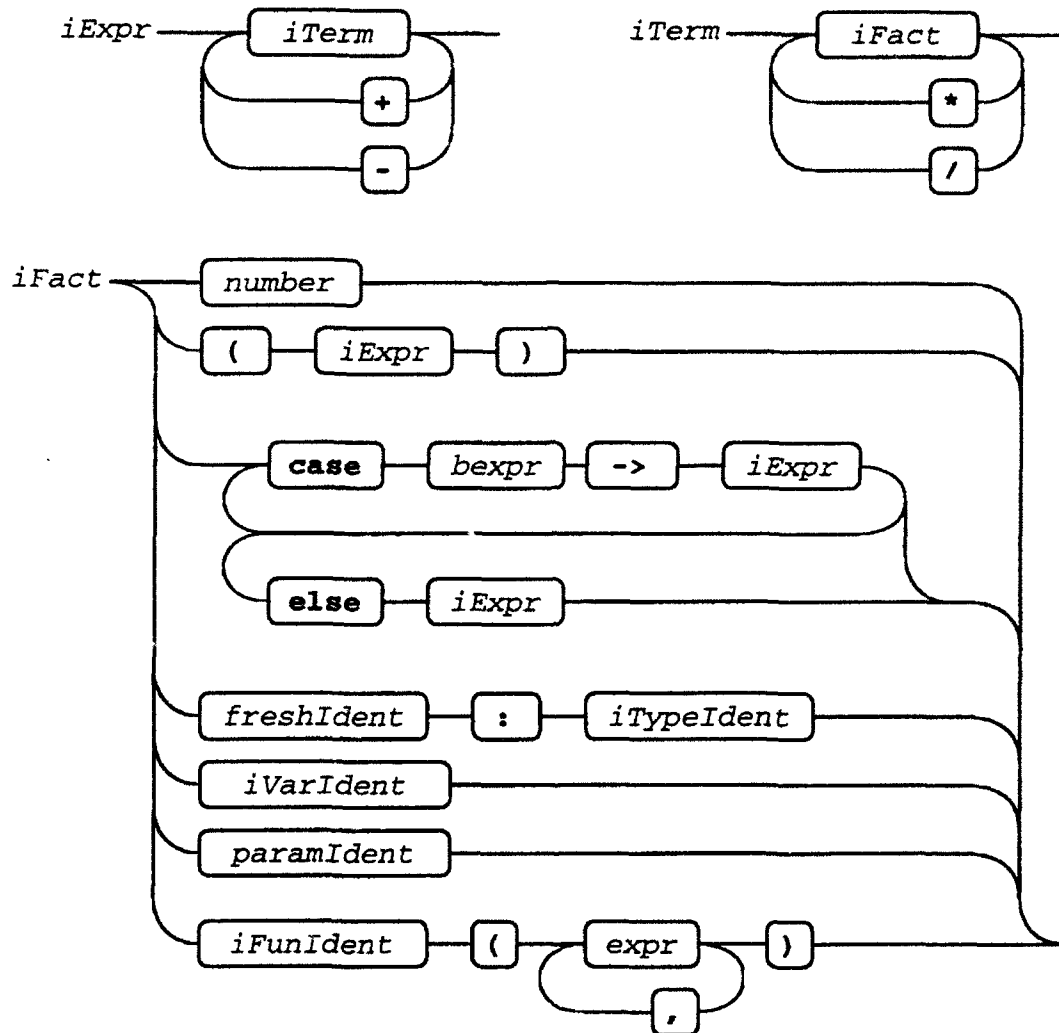 iExpr iTerm iTerm iFact
+ *
- /
iFact number
( iExpr )
case bexpr -> iExpr
else iExpr
freshIdent : iTypeIdent
iVarIdent
paramIdent
iFunIdent ( expr )
,